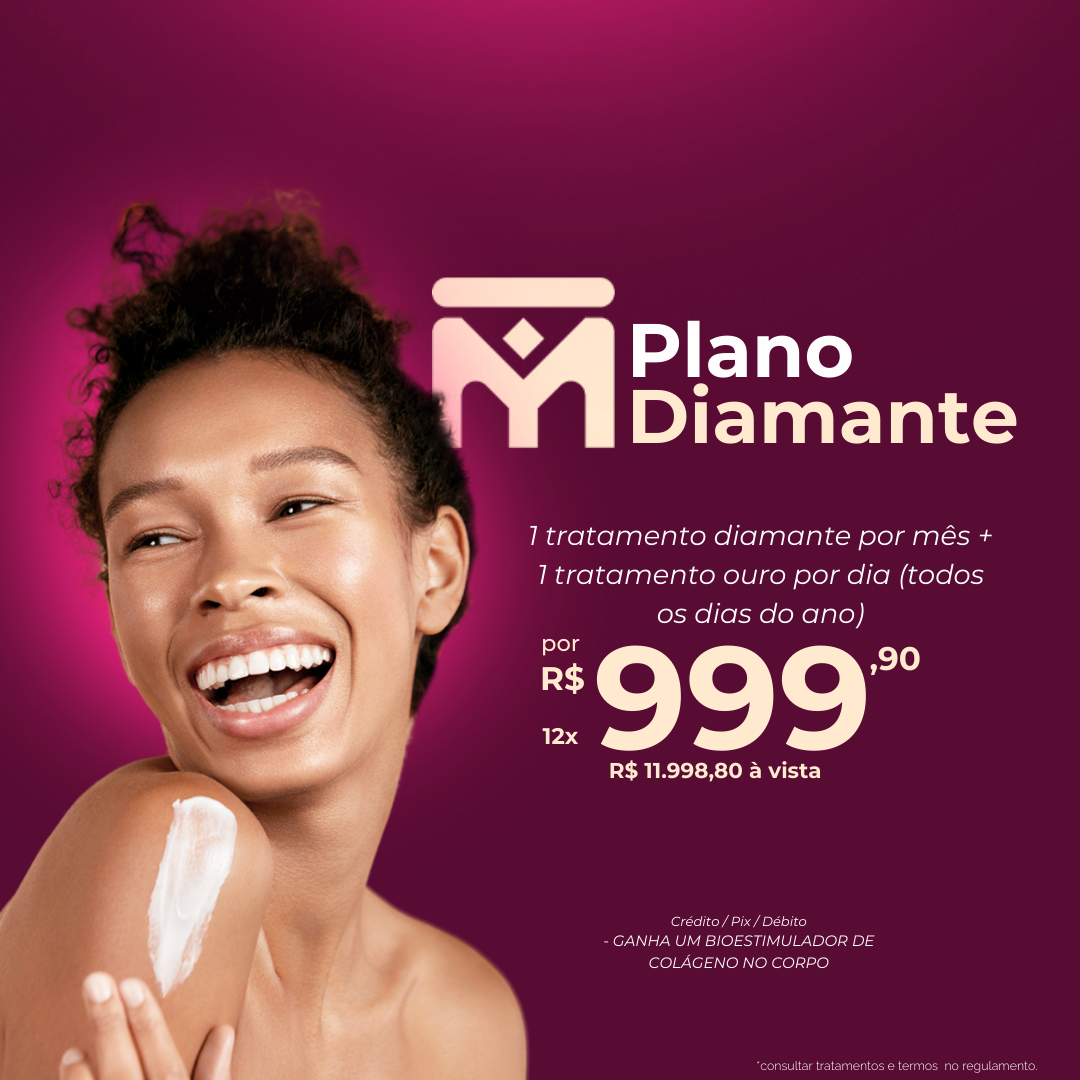 Plano
Diamante
1 tratamento diamante por mês +
1 tratamento ouro por dia (todos
os dias do ano)
por
R$ 999,90
12x
R$ 11.998,80 à vista
Crédito / Pix / Débito
- GANHA UM BIOESTIMULADOR DE
COLÁGENO NO CORPO
*consultar tratamentos e termos no regulamento.